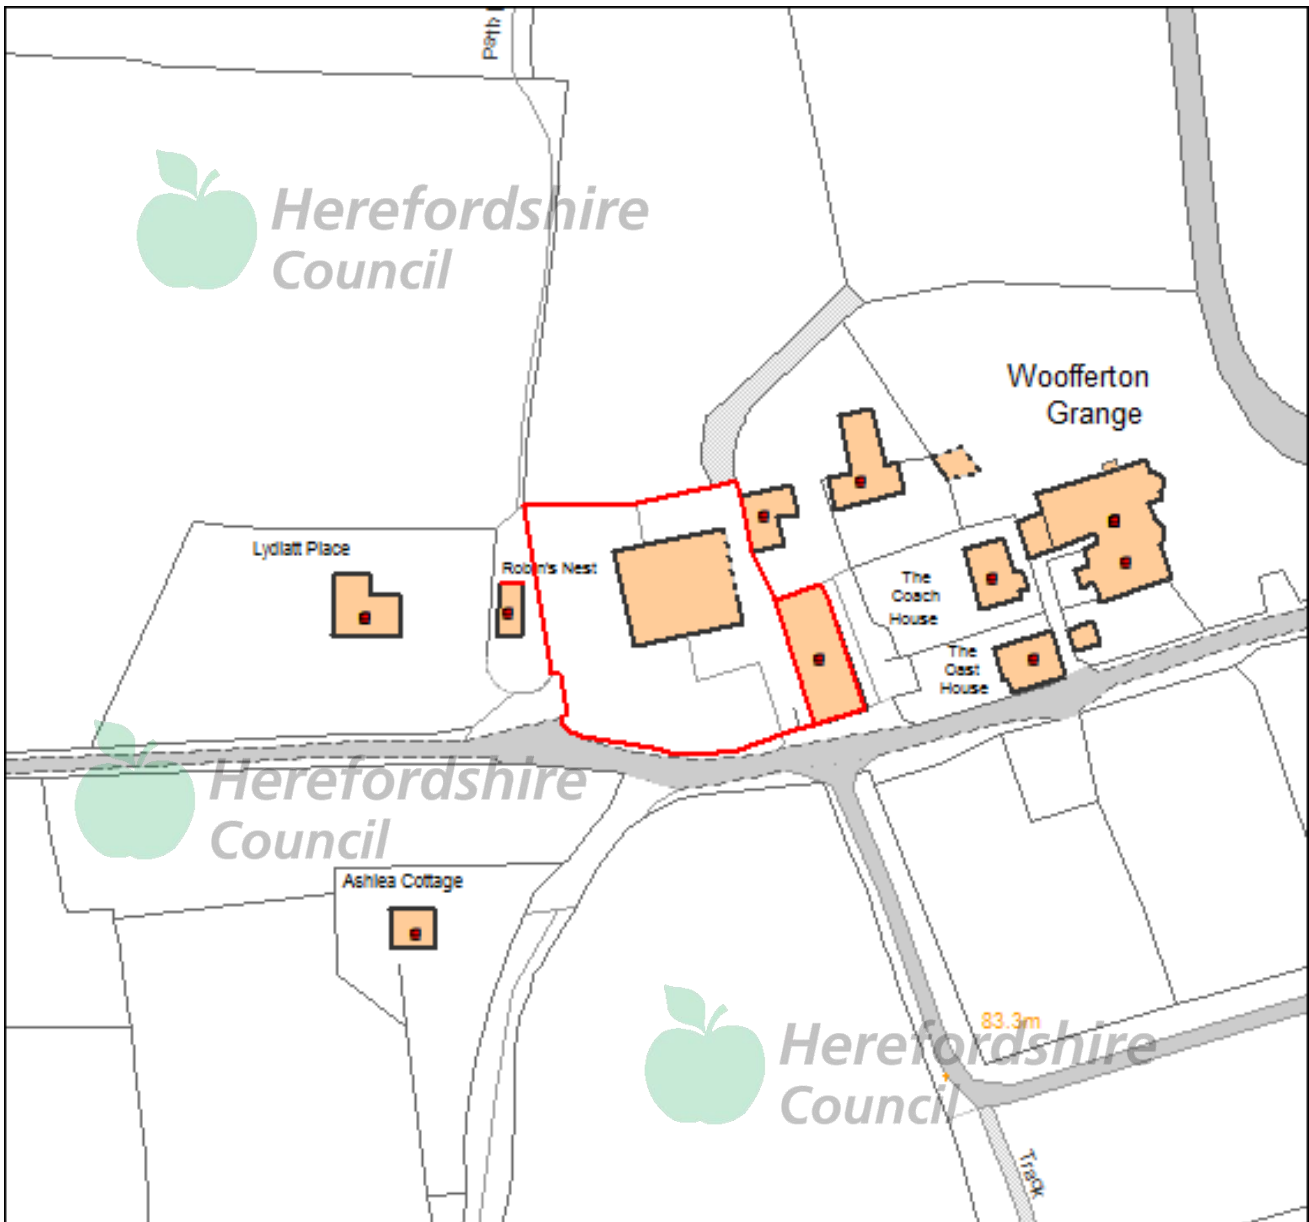 Path
Herefordshire
Council
Woofferton
Grange
Lydiatt Place
Robin's Nest
The
Coach
House
The
Oast
House
Herefordshire
Council
Ashlea Cottage
83.3m
Herefordshire
Council
Track